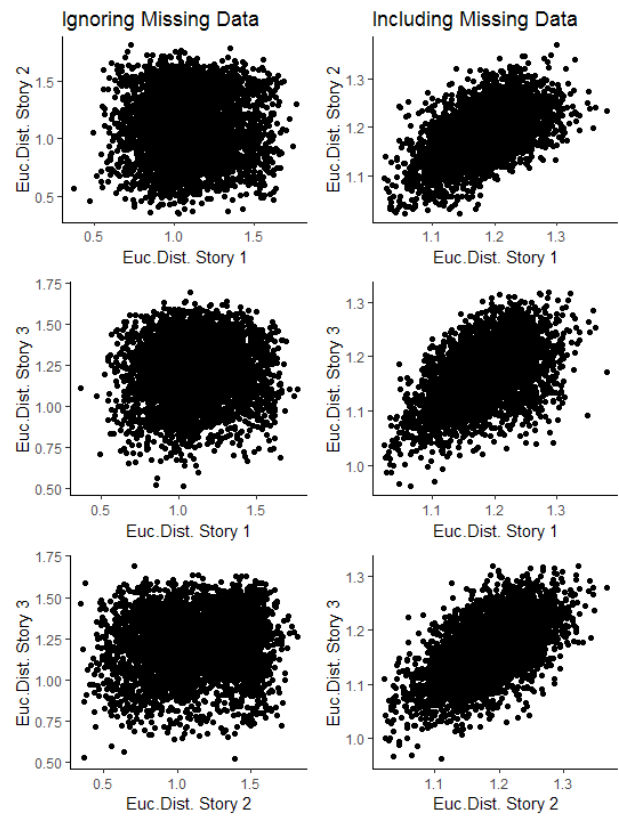 Ignoring Missing Data
Including Missing Data
Euc.Dist. Story 2
1.5
1.0
0.5
0.5 1.0 1.5
Euc.Dist. Story 1
Euc.Dist. Story 2
1.3
1.2
1.1
1.1 1.2 1.3
Euc.Dist. Story 1
Euc.Dist. Story 3
1.75
1.50
1.25
1.00
0.75
0.50
0.5 1.0 1.5
Euc.Dist. Story 1
Euc.Dist. Story 3
1.3
1.2
1.1
1.0
1.1 1.2 1.3
Euc.Dist. Story 1
Euc.Dist. Story 3
1.75
1.50
1.25
1.00
0.75
0.50
0.5 1.0 1.5
Euc.Dist. Story 2
Euc.Dist. Story 3
1.3
1.2
1.1
1.0
1.1 1.2 1.3
Euc.Dist. Story 2